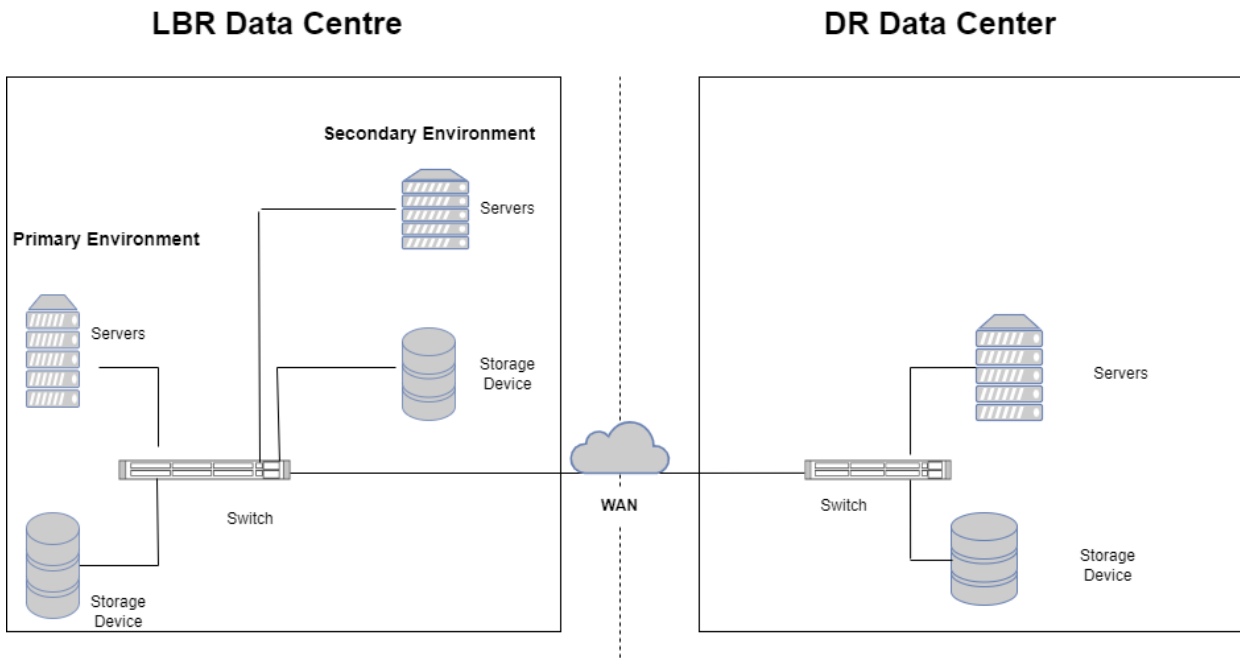 LBR Data Centre
DR Data Center
Secondary Environment
Servers
Primary Environment
Servers
Storage
Device
Servers
WAN
Switch
Switch
Storage
Device
Storage
Device